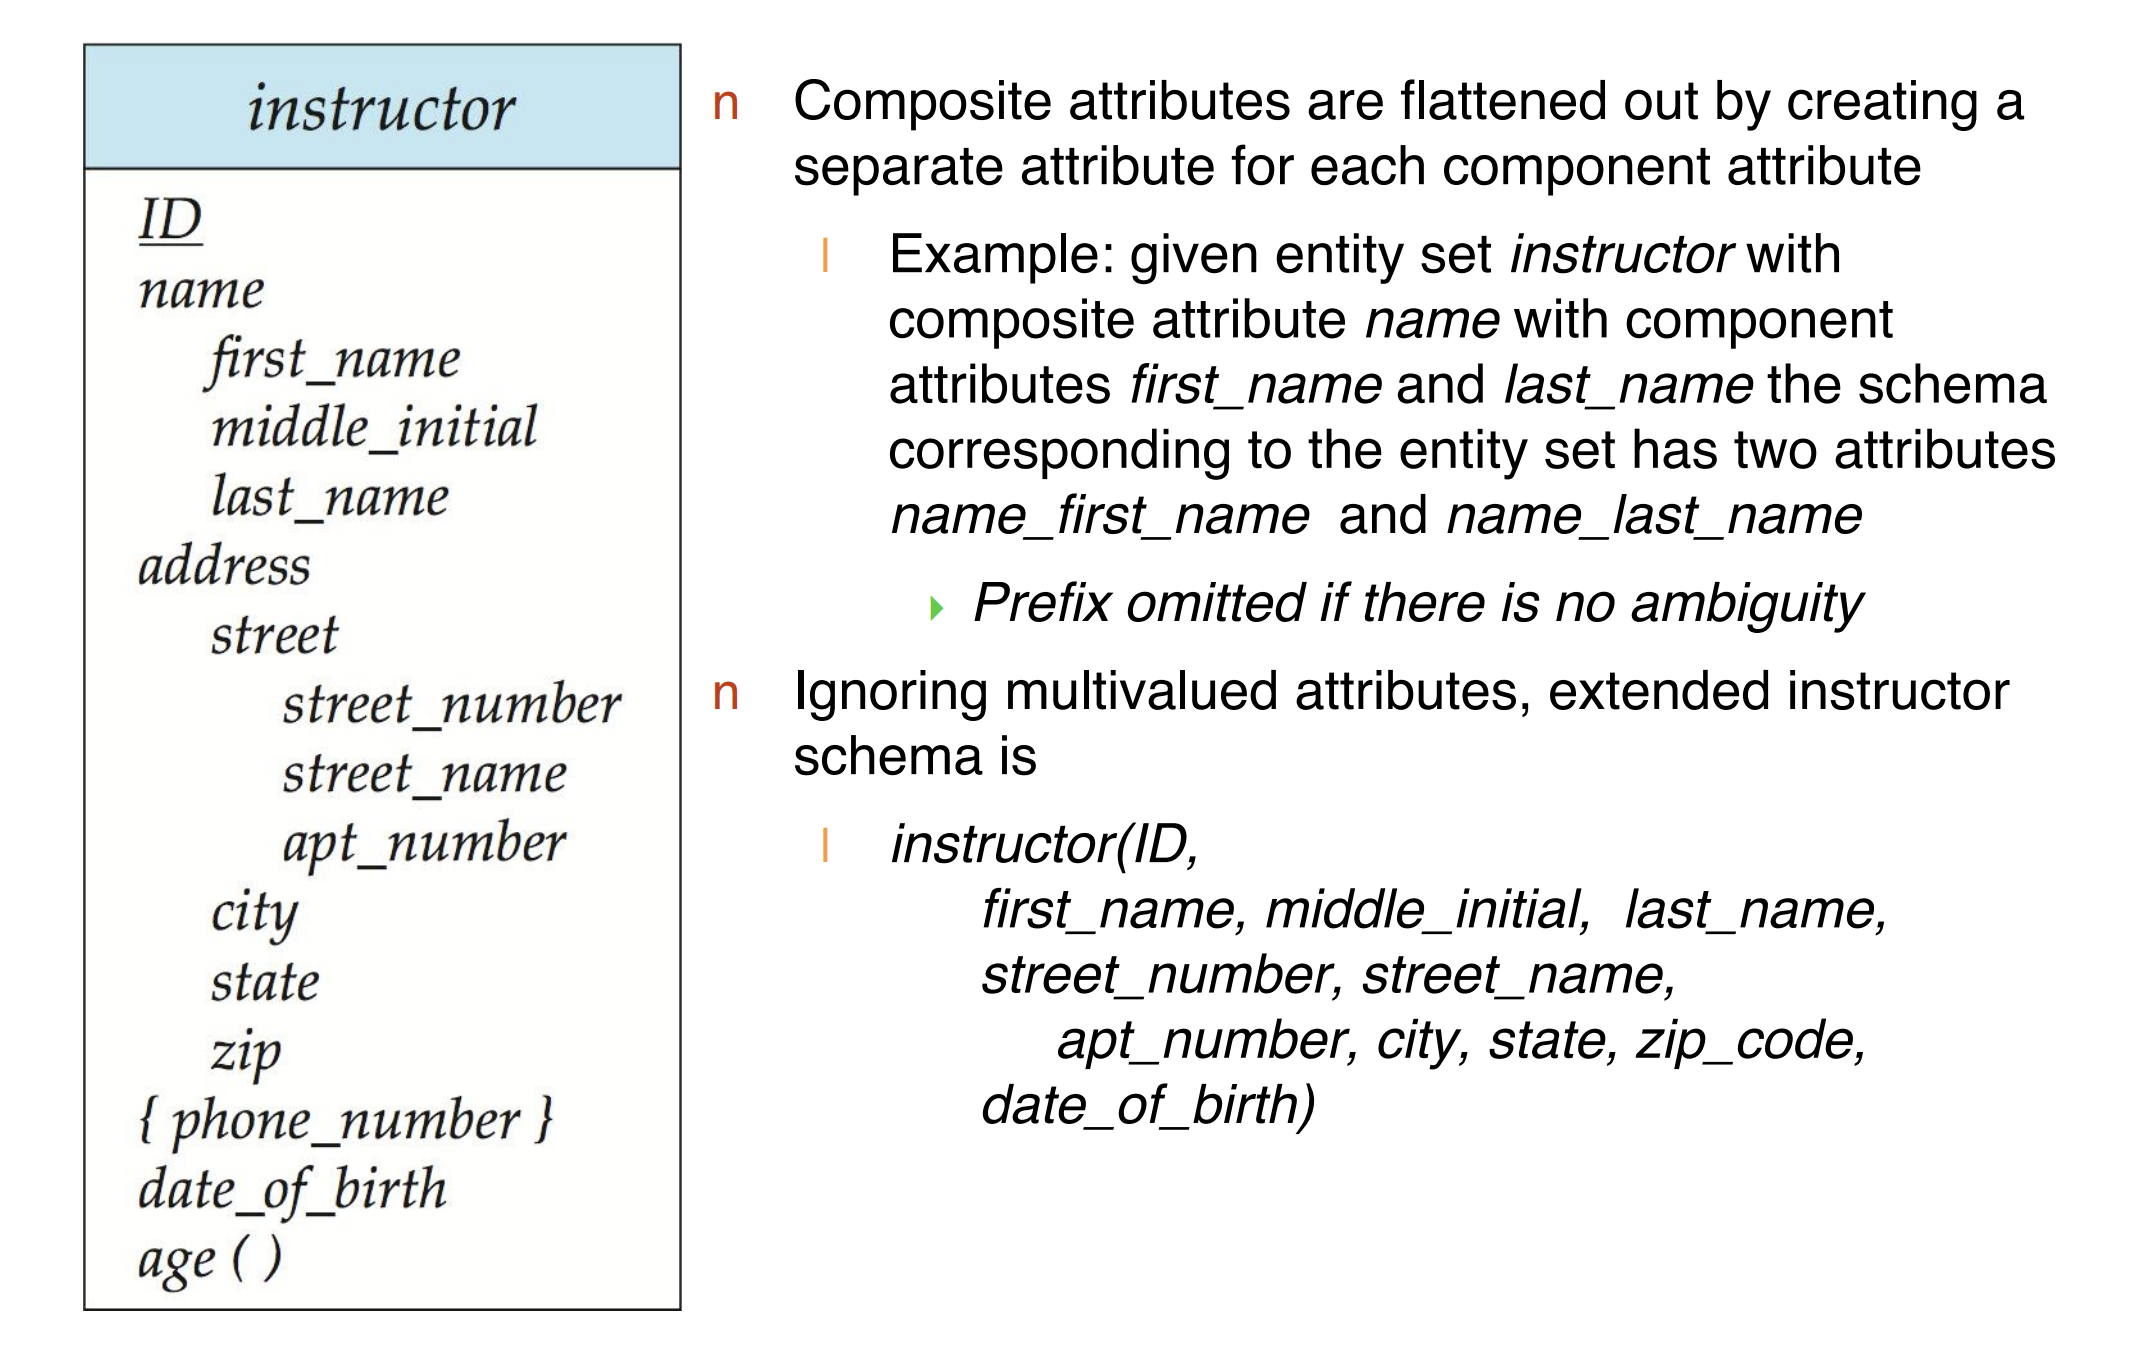 instructor
ID
name
first_name
middle_initial
last_name
address
street
street_number
street_name
apt_number
city
state
zip
{ phone_number }
date_of_birth
age ( )
n Composite attributes are flattened out by creating a
separate attribute for each component attribute
l Example: given entity set instructor with
composite attribute name with component
attributes first_name and last_name the schema
corresponding to the entity set has two attributes
name_first_name and name_last_name
Prefix omitted if there is no ambiguity
n Ignoring multivalued attributes, extended instructor
schema is
l instructor(ID,
first_name, middle_initial, last_name,
street_number, street_name,
apt_number, city, state, zip_code,
date_of_birth)